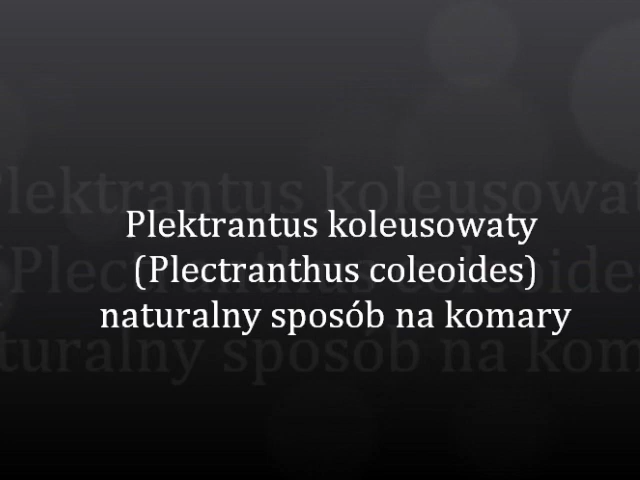 Plektrantus koleusowaty
(Plectranthus coleoides)
naturalny sposób na komary